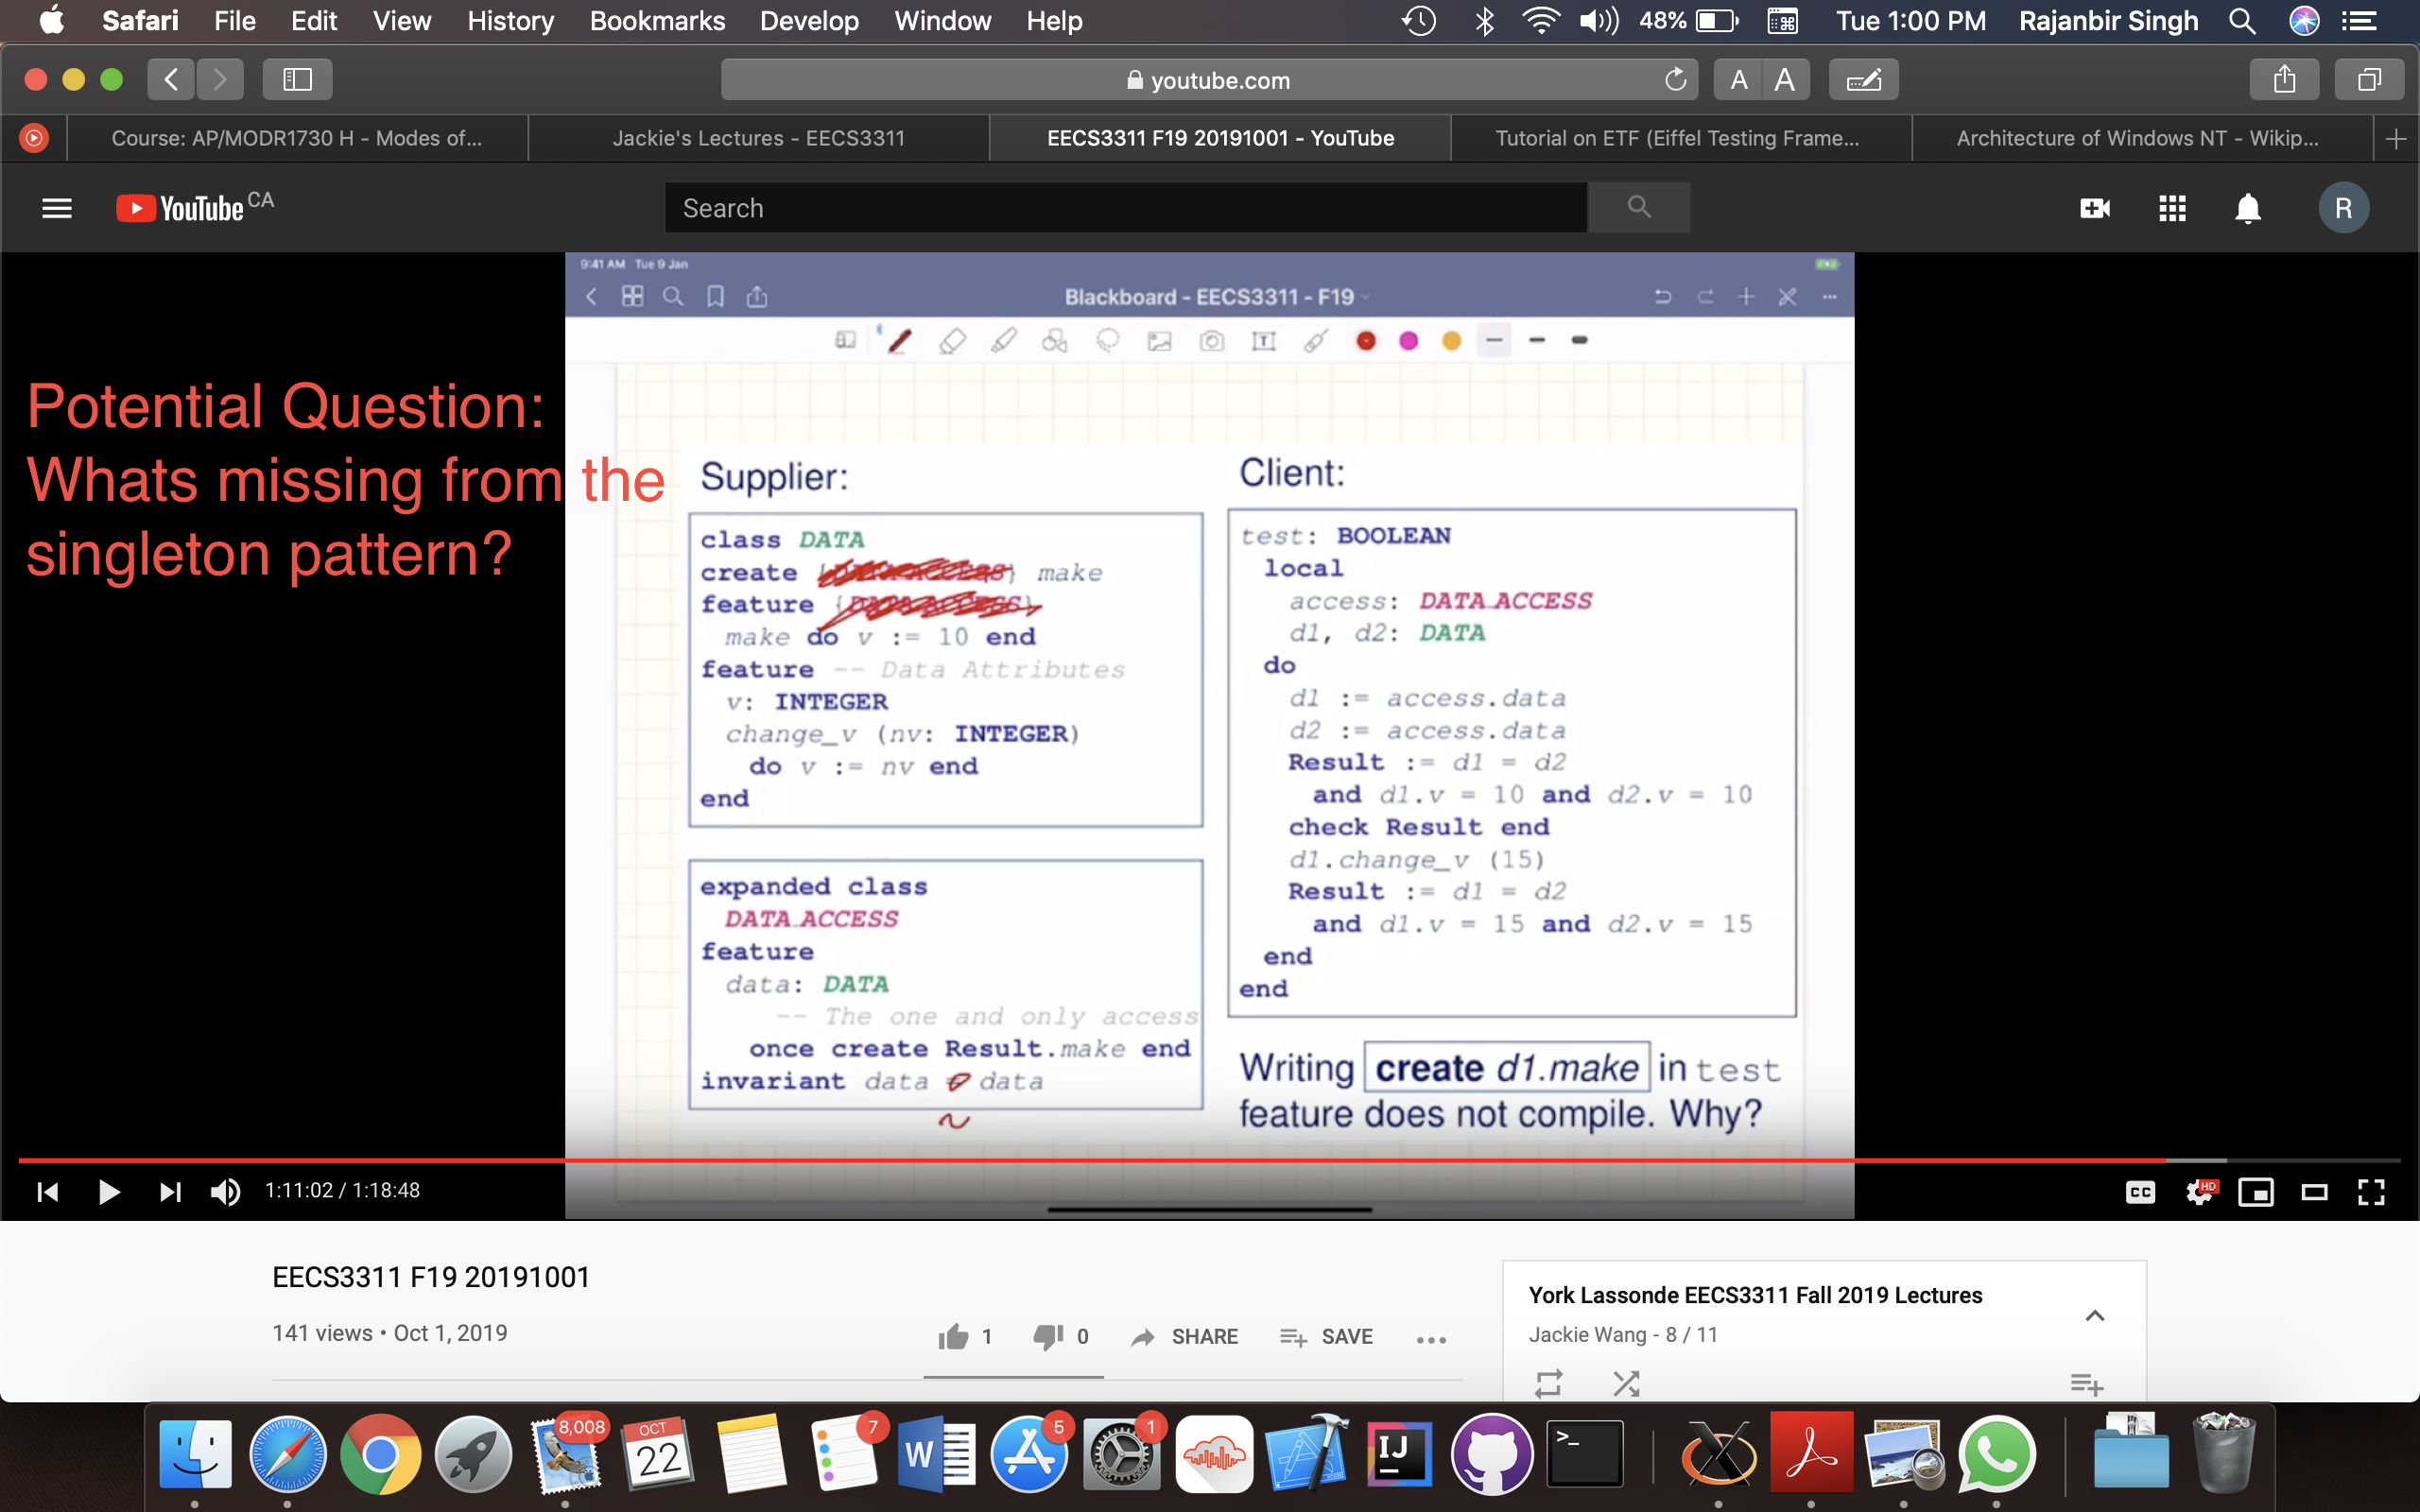 Safari File Edit View History Bookmarks Develop Window Help 48% Tue 1:00 PM Rajanbir Singh
youtube.com A A
Course: AP/MODR1730 H - Modes of... Jackie's Lectures - EECS3311 EECS3311 F19 20191001 - YouTube Tutorial on ETF (Eiffel Testing Frame... Architecture of Windows NT - Wikip...
YouTube CA Search R
9:41 AM Tue 9 Jan
Blackboard - EECS3311 - F19
Potential Question:
Whats missing from the
singleton pattern?
Supplier:
class DATA
create } make
feature {
make do v := 10 end
feature -- Data Attributes
v: INTEGER
change_v (nv: INTEGER)
do v := nv end
end
expanded class
DATA_ACCESS
feature
data: DATA
-- The one and only access
once create Result.make end
invariant data = data
~
Client:
test: BOOLEAN
local
access: DATA_ACCESS
d1, d2: DATA
do
d1 := access.data
d2 := access.data
Result := d1 = d2
and d1.v = 10 and d2.v = 10
check Result end
d1.change_v (15)
Result := d1 = d2
and d1.v = 15 and d2.v = 15
end
end
Writing create d1.make in test
feature does not compile. Why?
1:11:02 / 1:18:48 CC HD
EECS3311 F19 20191001
141 views • Oct 1, 2019
1 0 SHARE SAVE
York Lassonde EECS3311 Fall 2019 Lectures
Jackie Wang - 8 / 11
8,008 OCT 22 7 W 5 1 IJ >_